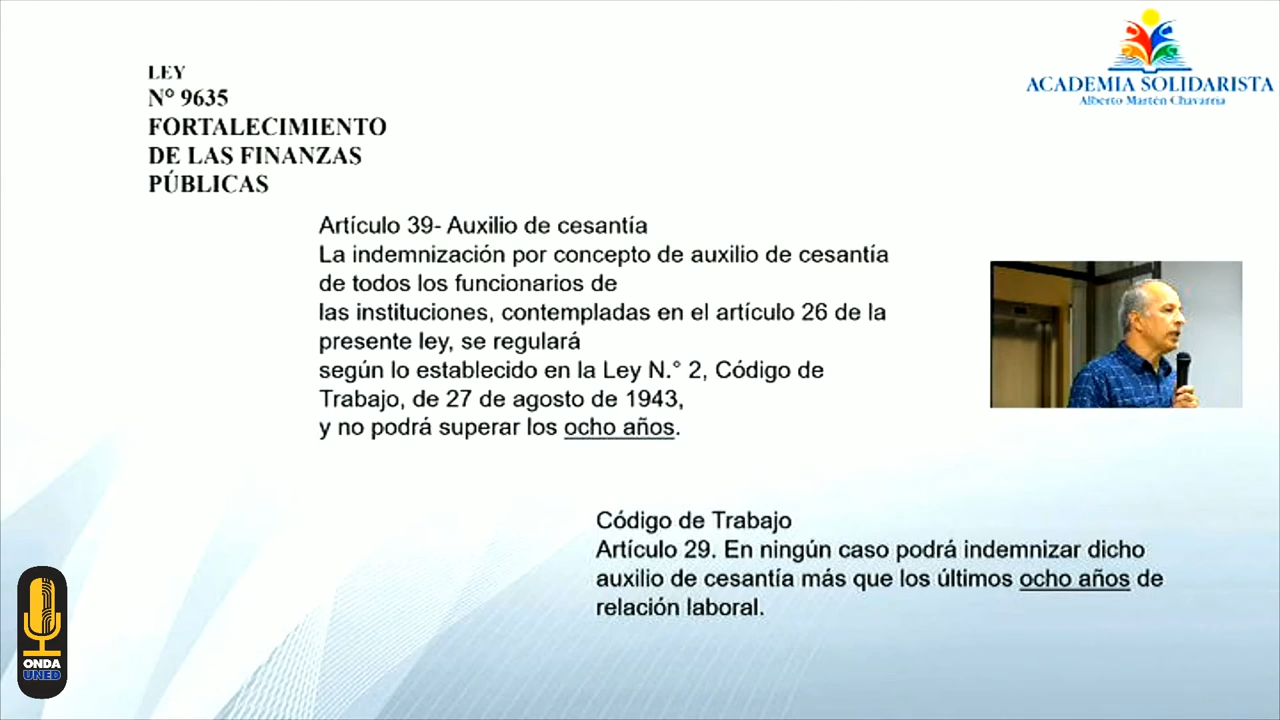 ACADEMIA SOLIDARISTA
Alberto Martén Chavarría
LEY
Nº 9635
FORTALECIMIENTO
DE LAS FINANZAS
PÚBLICAS
Artículo 39- Auxilio de cesantía
La indemnización por concepto de auxilio de cesantía
de todos los funcionarios de
las instituciones, contempladas en el artículo 26 de la
presente ley, se regulará
según lo establecido en la Ley N.° 2, Código de
Trabajo, de 27 de agosto de 1943,
y no podrá superar los ocho años.
Código de Trabajo
Artículo 29. En ningún caso podrá indemnizar dicho
auxilio de cesantía más que los últimos ocho años de
relación laboral.
ONDA
UNED